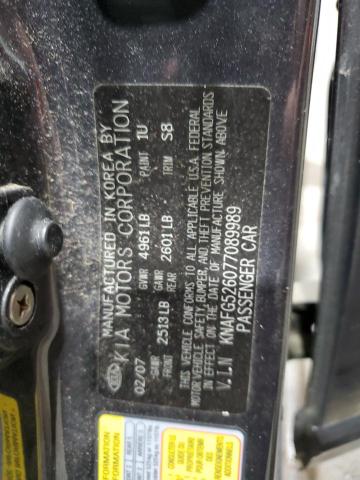 MANUFACTURED IN KOREA BY
KIA MOTORS CORPORATION
02/07 GVWR 4961LB PAINT 1U
GAWR
FRONT 2513LB REAR 2601LB TRIM S8
THIS VEHICLE CONFORMS TO ALL APPLICABLE U.S.A. FEDERAL
MOTOR VEHICLE SAFETY, BUMPER, AND THEFT PREVENTION STANDARDS
IN EFFECT ON THE DATE OF MANUFACTURE SHOWN ABOVE
V.I.N KNAFG526077089989
PASSENGER CAR